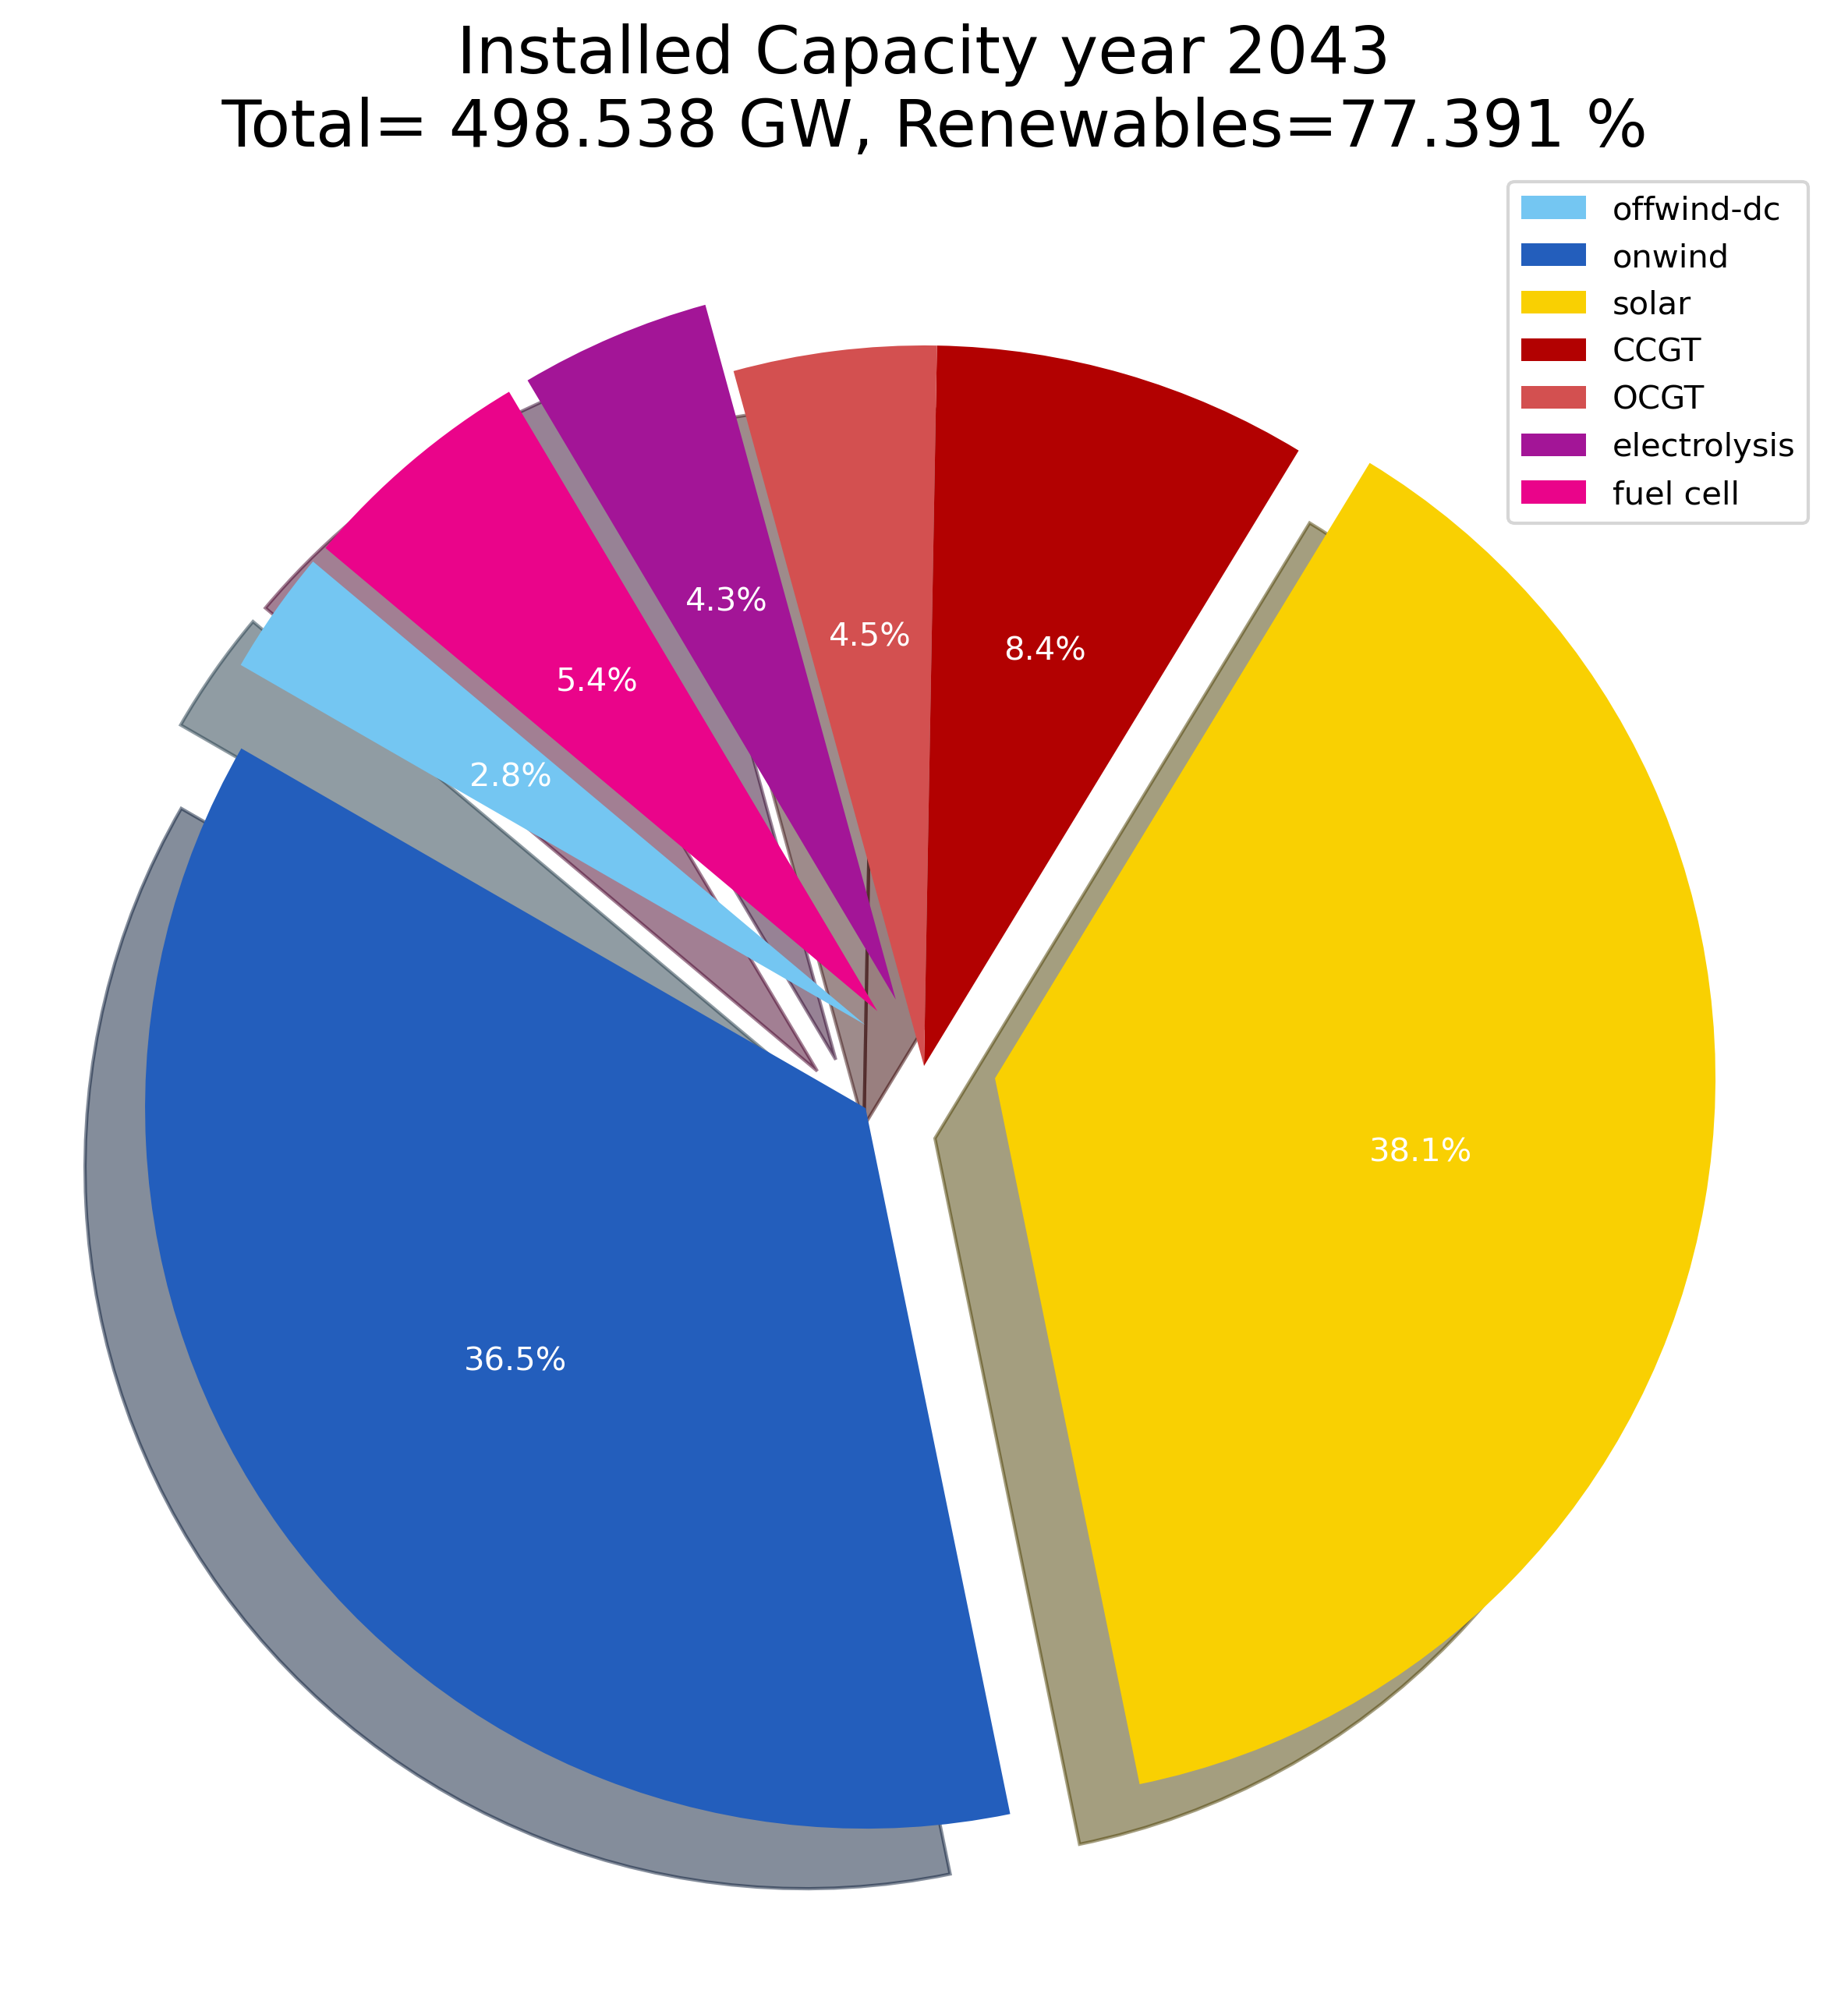 Installed Capacity year 2043
Total= 498.538 GW, Renewables=77.391 %
offwind-dc
onwind
solar
CCGT
OCGT
electrolysis
fuel cell
4.3%
4.5%
8.4%
5.4%
2.8%
38.1%
36.5%